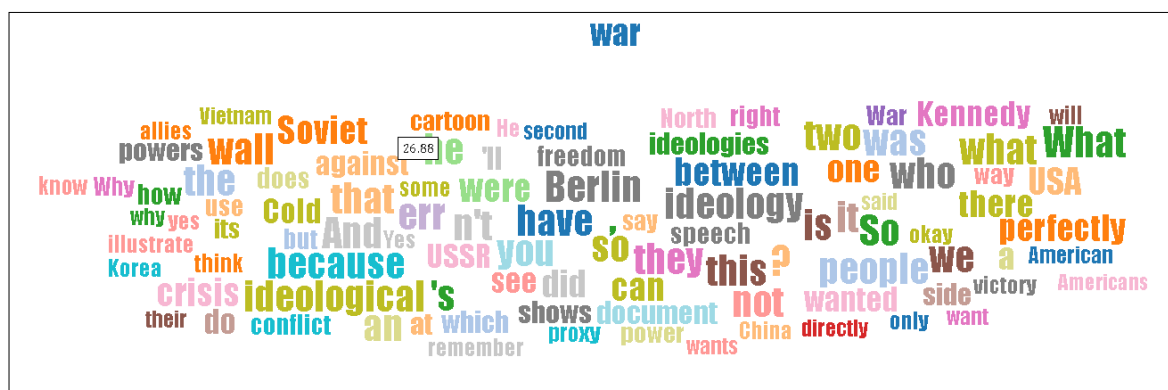 war
Vietnam cartoon North right War Kennedy will
allies Soviet He second ideologies two was what What
powers wall 26.88 he 'll freedom between one who way USA
know Why how the does against some were Berlin ideology said there
why yes use its Cold that err n't have , say is it So okay perfectly
illustrate but And Yes USSR you so speech they this ? people we a American
Korea think because see did can not wanted side victory Americans
crisis ideological 's shows document
their do conflict an at which proxy power China directly only want
remember wants